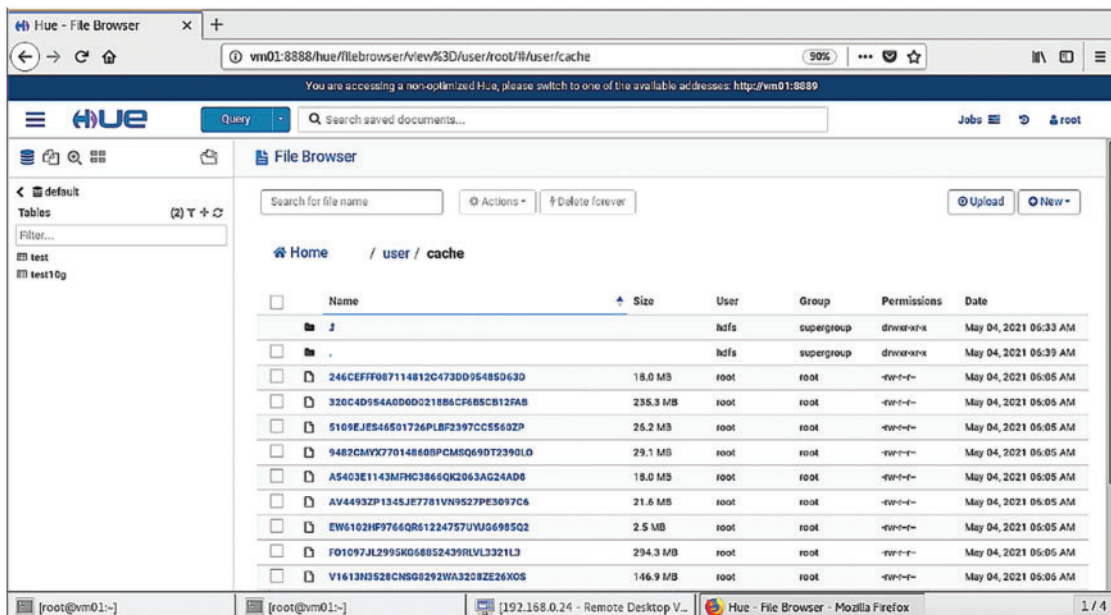 Hue - File Browser × +
vm01:8888/hue/filebrowser/view%3D/user/root/#/user/cache 90% ...
You are accessing a non-optimized Hue, please switch to one of the available addresses: http://vm01:8889
HUE Query Search saved documents... Jobs root
File Browser
default
Tables (2)
Search for file name Actions Delete forever Upload New
Filter...
test
test10g
Home / user / cache
Name Size User Group Permissions Date
hdfs supergroup drwxr-xr-x May 04, 2021 06:33 AM
. hdfs supergroup drwxr-xr-x May 04, 2021 06:39 AM
18.0 MB root root -rw-r--r-- May 04, 2021 06:05 AM
320C4D954A0D0D0218B6CF6B5CB12FAB 235.3 MB root root -rw-r--r-- May 04, 2021 06:05 AM
5109EJES46501726PLBF2397CC5560ZP 26.2 MB root root -rw-r--r-- May 04, 2021 06:05 AM
9482CMYX770148608PCMSQ69DT2390LO 29.1 MB root root -rw-r--r-- May 04, 2021 06:05 AM
A5403E1143MFHC3866QK2063AG24AD8 18.0 MB root root -rw-r--r-- May 04, 2021 06:05 AM
AV4493ZP1345JE7781VN9527PE3097C6 21.6 MB root root -rw-r--r-- May 04, 2021 06:05 AM
EW6102HF9766QR61224757UYUG6985Q2 2.5 MB root root -rw-r--r-- May 04, 2021 06:05 AM
FO1097JL2995KG68852439RLVL3321L3 294.3 MB root root -rw-r--r-- May 04, 2021 06:06 AM
V1613N3528CNSG8292WA3208ZE26XOS 146.9 MB root root -rw-r--r-- May 04, 2021 06:06 AM
[root@vm01:~] [root@vm01:~] [192.168.0.24 - Remote Desktop V... Hue - File Browser - Mozilla Firefox 1/4